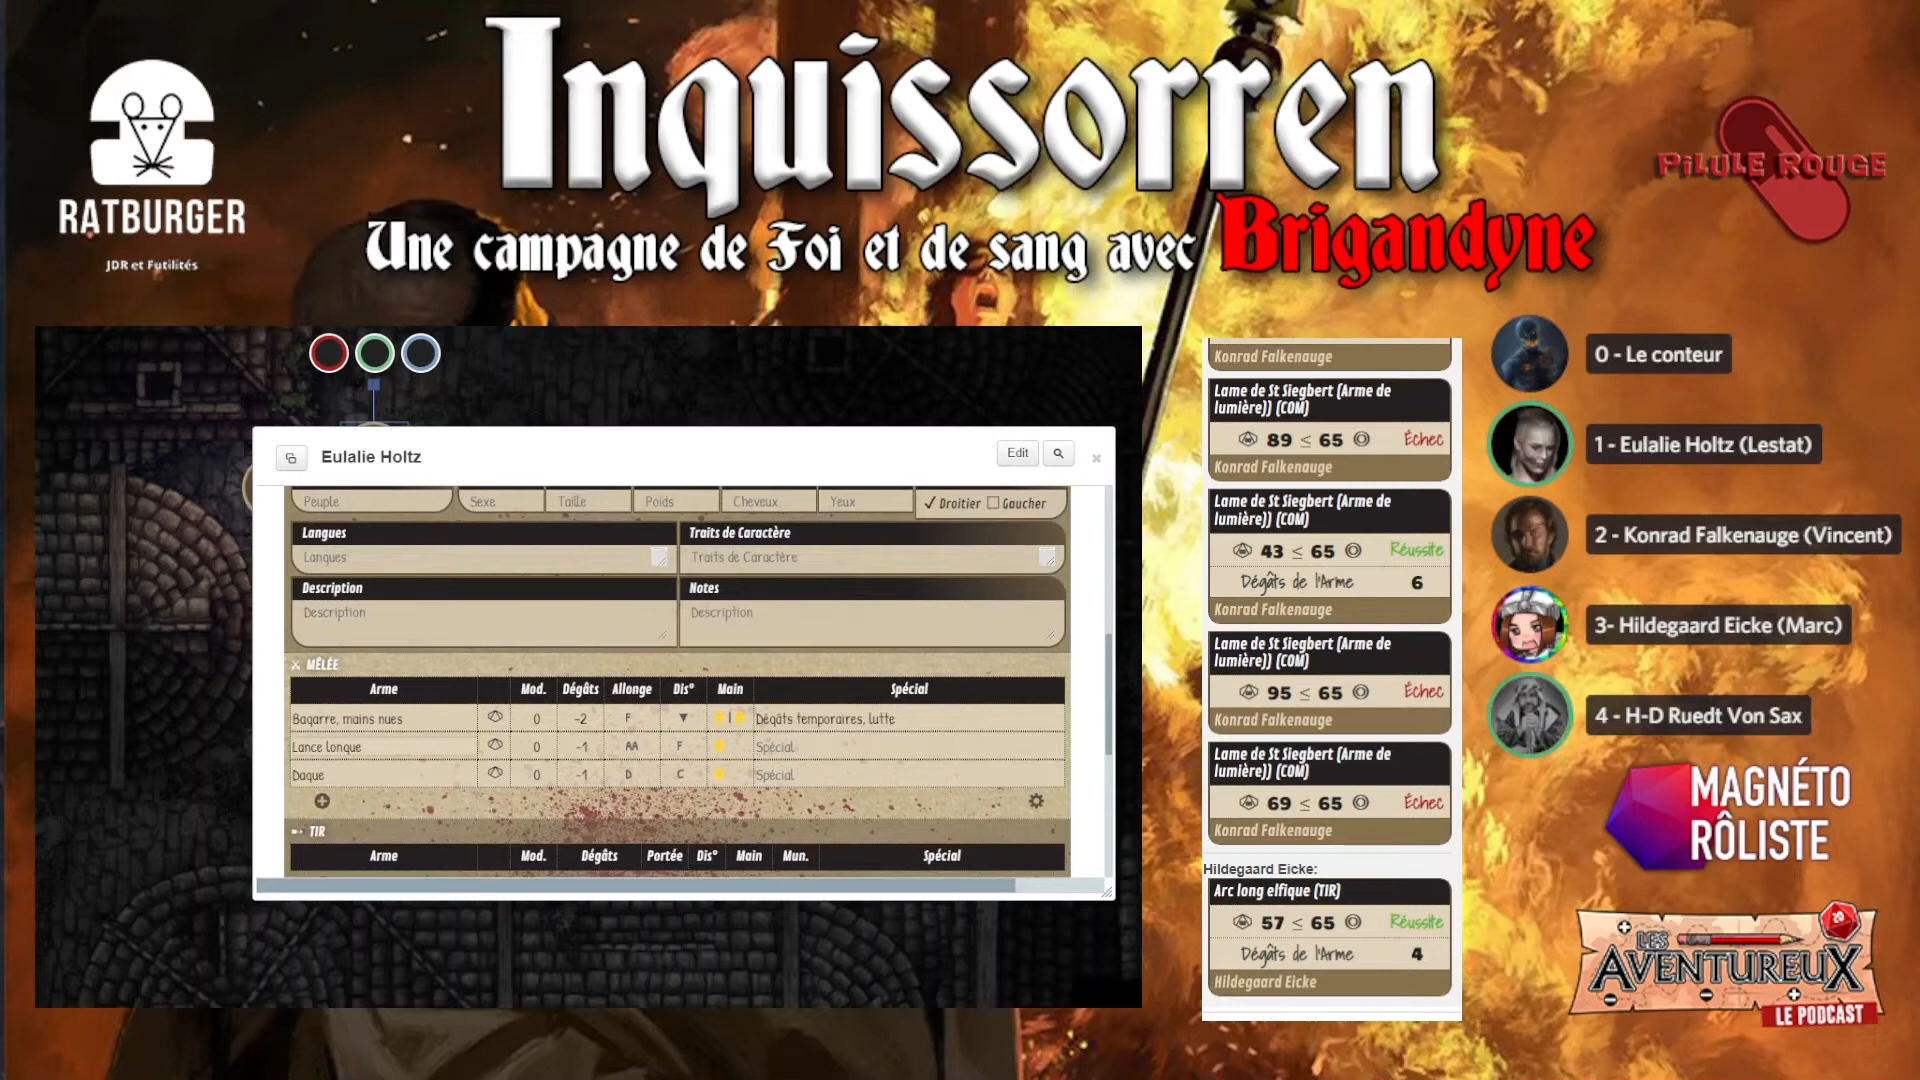 Inquissorren
Une campagne de Foi et de sang avec Brigandyne
RATBURGER
JDR et Futilités
PiLULE ROUGE
Eulalie Holtz
Edit
Peuple
Sexe
Taille
Poids
Cheveux
Yeux
Droitier
Gaucher
Langues
Traits de Caractère
Langues
Traits de Caractère
Description
Notes
Description
Description
MÊLÉE
Arme Mod. Dégâts Allonge Dis° Main Spécial
Bagarre, mains nues 0 -2 F ▼ | Dégâts temporaires, lutte
Lance longue 0 -1 AA F Spécial
Dague 0 -1 D C Spécial
TIR
Arme Mod. Dégâts Portée Dis° Main Mun. Spécial
Konrad Falkenauge
Lame de St Siegbert (Arme de
lumière)) (COM)
89 ≤ 65 Échec
Konrad Falkenauge
Lame de St Siegbert (Arme de
lumière)) (COM)
43 ≤ 65 Réussite
Dégâts de l'Arme 6
Konrad Falkenauge
Lame de St Siegbert (Arme de
lumière)) (COM)
95 ≤ 65 Échec
Konrad Falkenauge
Lame de St Siegbert (Arme de
lumière)) (COM)
69 ≤ 65 Échec
Konrad Falkenauge
Hildegaard Eicke:
Arc long elfique (TIR)
57 ≤ 65 Réussite
Dégâts de l'Arme 4
Hildegaard Eicke
0 - Le conteur
1 - Eulalie Holtz (Lestat)
2 - Konrad Falkenauge (Vincent)
3- Hildegaard Eicke (Marc)
4 - H-D Ruedt Von Sax
MAGNÉTO
RÔLISTE
20
LES
AVENTUREUX
LE PODCAST